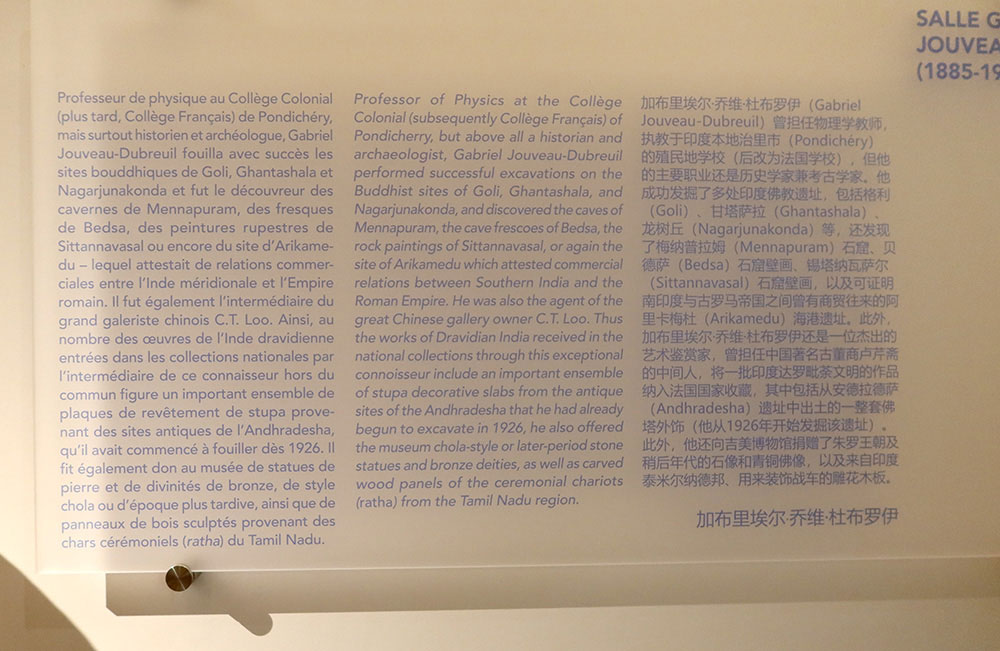 SALLE G
JOUVEA
(1885-19
Professeur de physique au Collège Colonial
(plus tard, Collège Français) de Pondichéry,
mais surtout historien et archéologue, Gabriel
Jouveau-Dubreuil fouilla avec succès les
sites bouddhiques de Goli, Ghantashala et
Nagarjunakonda et fut le découvreur des
cavernes de Mennapuram, des fresques
de Bedsa, des peintures rupestres de
Sittannavasal ou encore du site d'Arikame-
du – lequel attestait de relations commer-
ciales entre l'Inde méridionale et l'Empire
romain. Il fut également l'intermédiaire du
grand galeriste chinois C.T. Loo. Ainsi, au
nombre des œuvres de l'Inde dravidienne
entrées dans les collections nationales par
l'intermédiaire de ce connaisseur hors du
commun figure un important ensemble de
plaques de revêtement de stupa prove-
nant des sites antiques de l'Andhradesha,
qu'il avait commencé à fouiller dès 1926. Il
fit également don au musée de statues de
pierre et de divinités de bronze, de style
chola ou d'époque plus tardive, ainsi que de
panneaux de bois sculptés provenant des
chars cérémoniels (ratha) du Tamil Nadu.
Professor of Physics at the Collège
Colonial (subsequently Collège Français) of
Pondicherry, but above all a historian and
archaeologist, Gabriel Jouveau-Dubreuil
performed successful excavations on the
Buddhist sites of Goli, Ghantashala, and
Nagarjunakonda, and discovered the caves of
Mennapuram, the cave frescoes of Bedsa, the
rock paintings of Sittannavasal, or again the
site of Arikamedu which attested commercial
relations between Southern India and the
Roman Empire. He was also the agent of the
great Chinese gallery owner C.T. Loo. Thus
the works of Dravidian India received in the
national collections through this exceptional
connoisseur include an important ensemble
of stupa decorative slabs from the antique
sites of the Andhradesha that he had already
begun to excavate in 1926, he also offered
the museum chola-style or later-period stone
statues and bronze deities, as well as carved
wood panels of the ceremonial chariots
(ratha) from the Tamil Nadu region.
加布里埃尔·乔维·杜布罗伊（Gabriel
Jouveau-Dubreuil）曾担任物理学教师，
执教于印度本地治里市（Pondichéry）
的殖民地学校（后改为法国学校），但他
的主要职业还是历史学家兼考古学家。他
成功发掘了多处印度佛教遗址，包括格利
（Goli）、甘塔萨拉（Ghantashala）、
龙树丘（Nagarjunakonda）等，还发现
了梅纳普拉姆（Mennapuram）石窟、贝
德萨（Bedsa）石窟壁画、锡塔纳瓦萨尔
（Sittannavasal）石窟壁画，以及可证明
南印度与古罗马帝国之间曾有商贸往来的阿
里卡梅杜（Arikamedu）海港遗址。此外，
加布里埃尔·乔维·杜布罗伊还是一位杰出的
艺术鉴赏家，曾担任中国著名古董商卢芹斋
的中间人，将一批印度达罗毗荼文明的作品
纳入法国国家收藏，其中包括从安德拉德萨
（Andhradesha）遗址中出土的一整套佛
塔外饰（他从1926年开始发掘该遗址）。
此外，他还向吉美博物馆捐赠了朱罗王朝及
稍后年代的石像和青铜佛像，以及来自印度
泰米尔纳德邦、用来装饰战车的雕花木板。
加布里埃尔·乔维·杜布罗伊